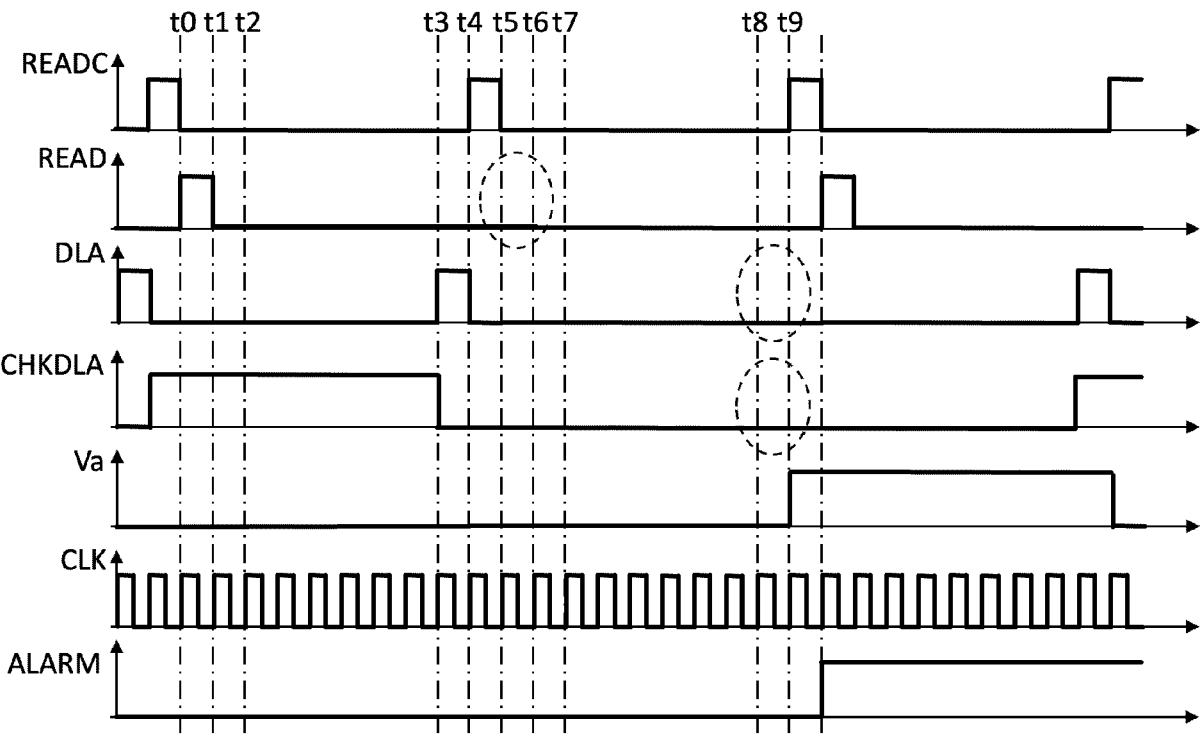 t0 t1 t2 t3 t4 t5 t6 t7 t8 t9
READC
READ
DLA
CHKDLA
Va
CLK
ALARM